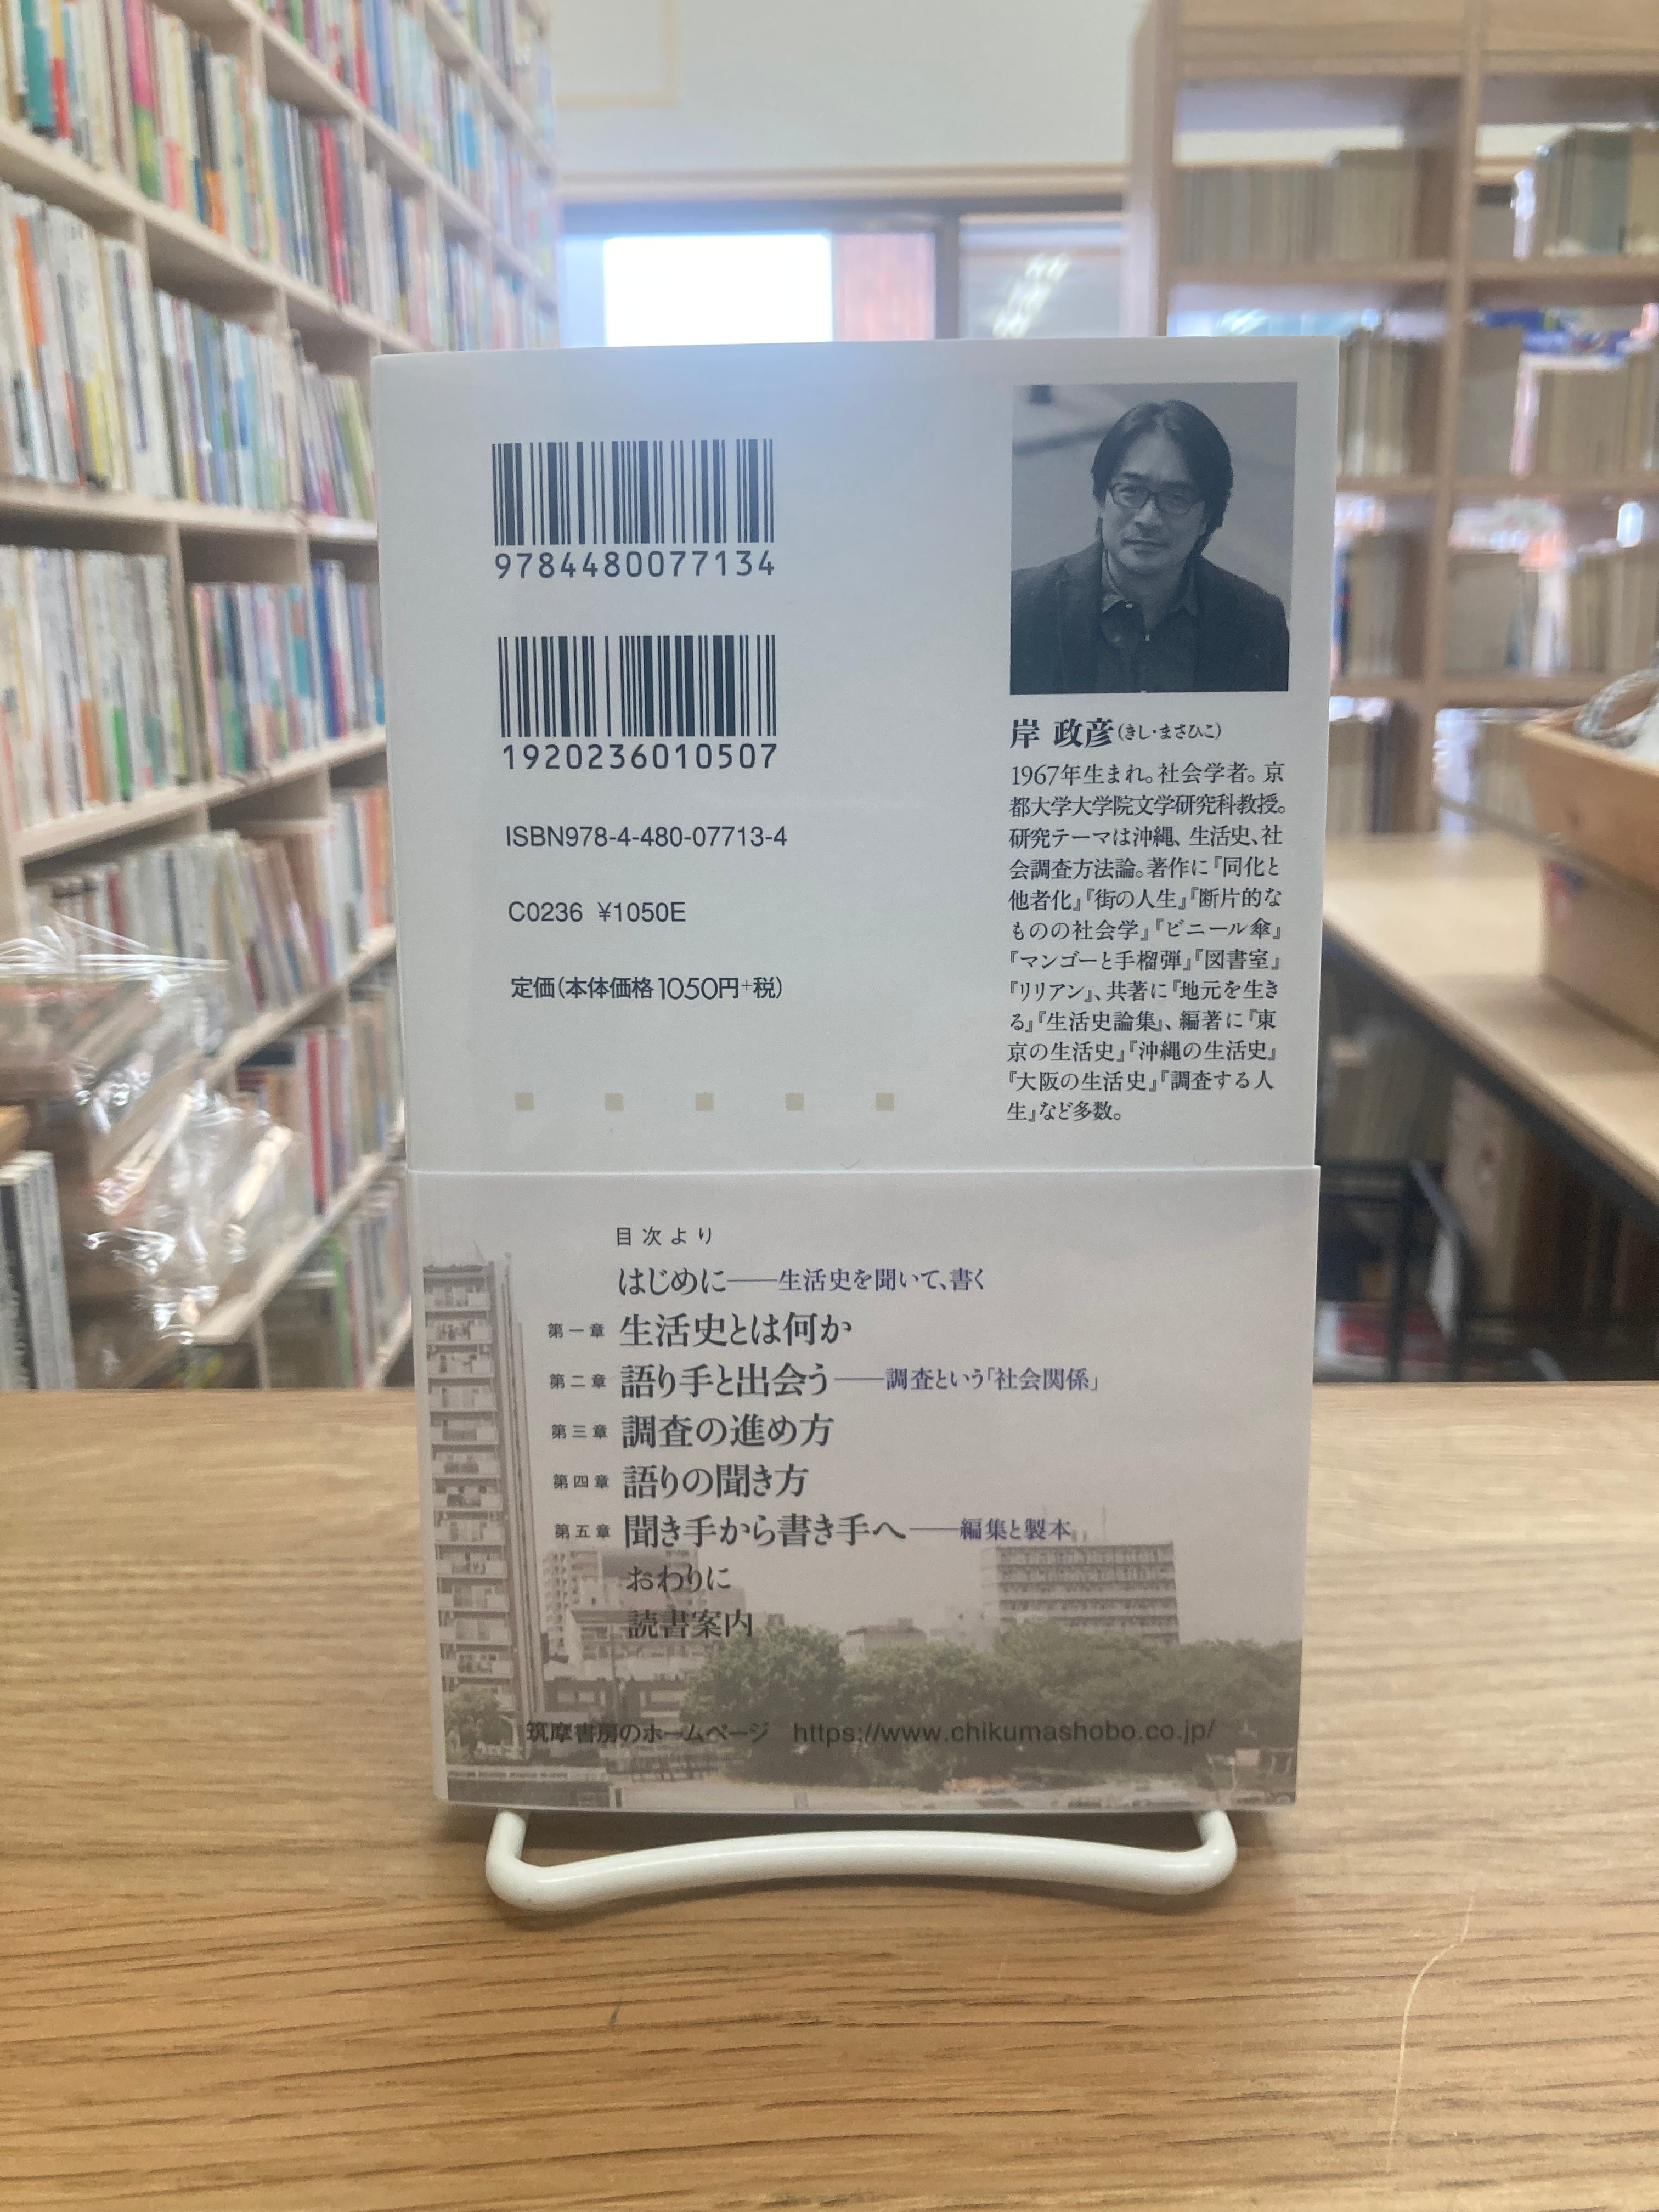 9784480077134
1920236010507
ISBN978-4-480-07713-4
C0236 ¥1050E
定価(本体価格1050円+税)
岸 政彦(きし・まさひこ)
1967年生まれ。社会学者。京
都大学大学院文学研究科教授。
研究テーマは沖縄、生活史、社
会調査方法論。著作に『同化と
他者化』『街の人生』『断片的な
ものの社会学』『ビニール傘』
『マンゴーと手榴弾』『図書室』
『リリアン』、共著に『地元を生き
る』『生活史論集』、編著に『東
京の生活史』『沖縄の生活史』
『大阪の生活史』『調査する人
生』など多数。
目次より
はじめに――生活史を聞いて、書く
第一章 生活史とは何か
第二章 語り手と出会う――調査という「社会関係」
第三章 調査の進め方
第四章 語りの聞き方
第五章 聞き手から書き手へ――編集と製本
おわりに
読書案内
筑摩書房のホームページ https://www.chikumashobo.co.jp/